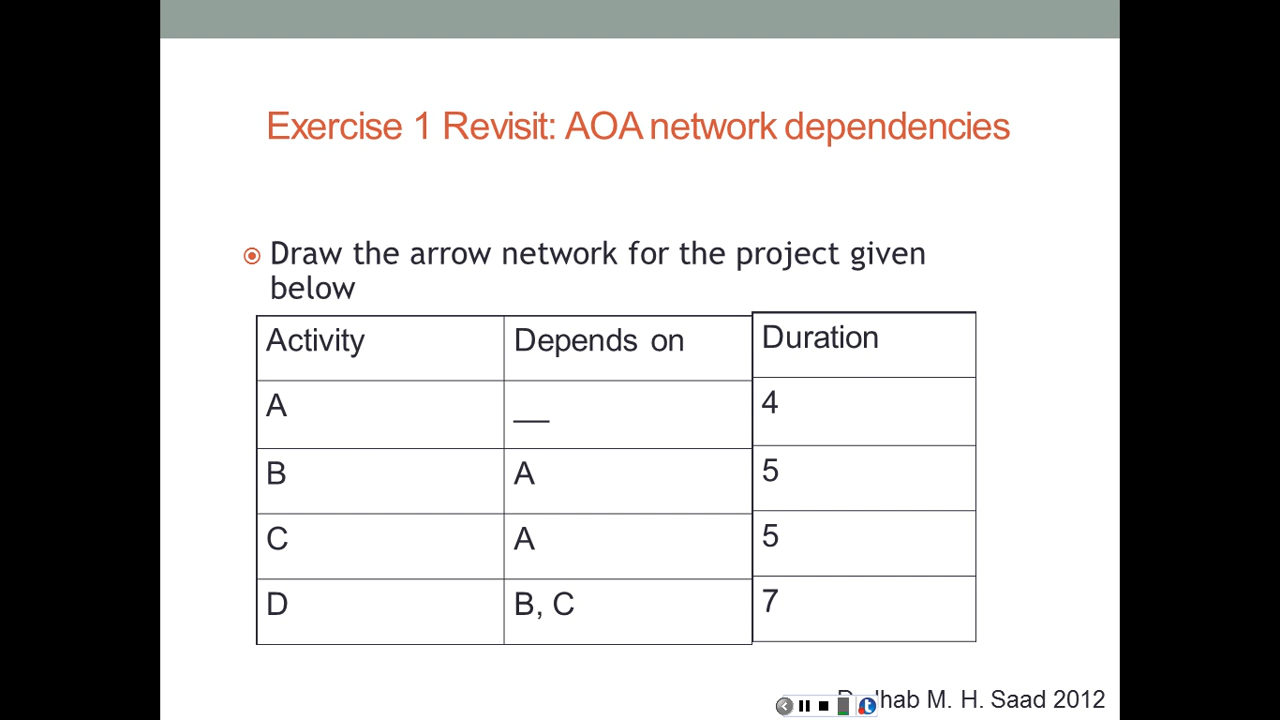 Exercise 1 Revisit: AOA network dependencies
Draw the arrow network for the project given
below
Activity Depends on Duration
A __ 4
B A 5
C A 5
D B, C 7
M. H. Saad 2012